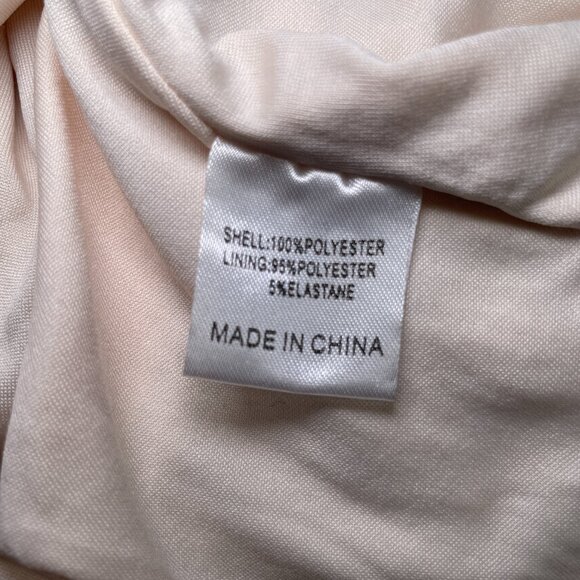 SHELL:100%POLYESTER
LINING:95%POLYESTER
5%ELASTANE
MADE IN CHINA